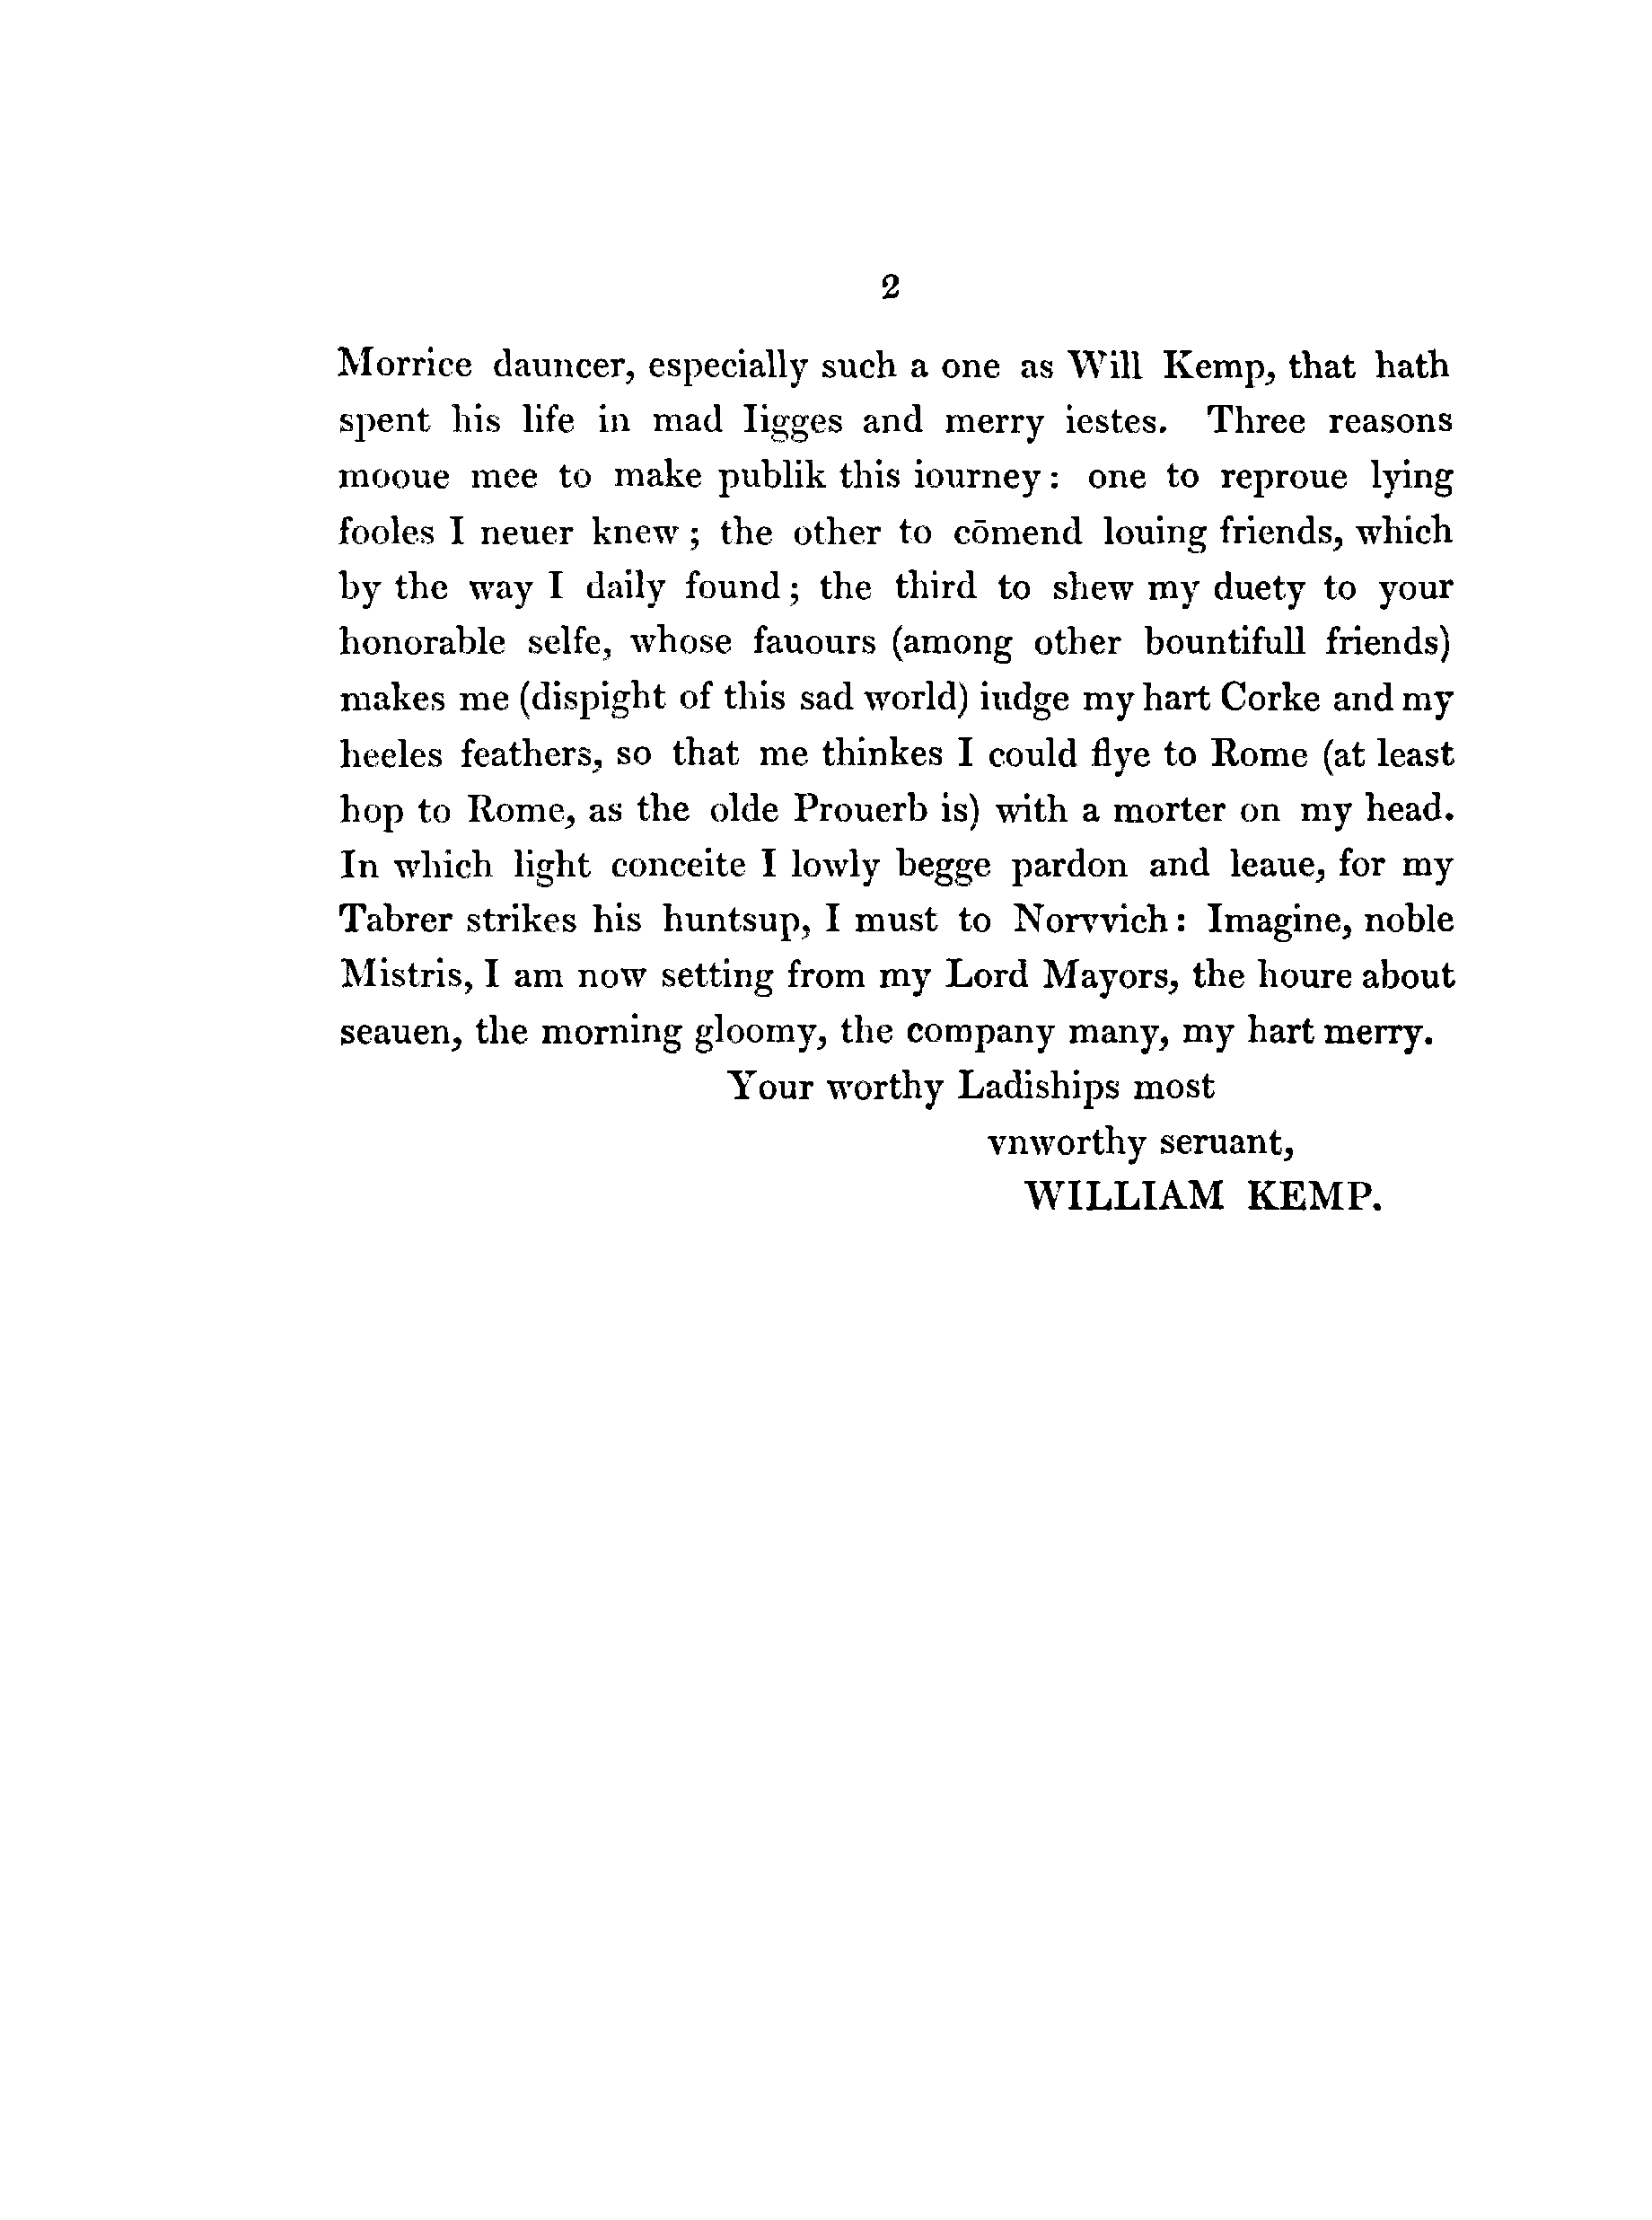 2
Morrice dauncer, especially such a one as Will Kemp, that hath
spent his life in mad Iigges and merry iestes. Three reasons
mooue mee to make publik this iourney: one to reproue lying
fooles I neuer knew; the other to cōmend louing friends, which
by the way I daily found; the third to shew my duety to your
honorable selfe, whose fauours (among other bountifull friends)
makes me (dispight of this sad world) iudge my hart Corke and my
heeles feathers, so that me thinkes I could flye to Rome (at least
hop to Rome, as the olde Prouerb is) with a morter on my head.
In which light conceite I lowly begge pardon and leaue, for my
Tabrer strikes his huntsup, I must to Norvvich: Imagine, noble
Mistris, I am now setting from my Lord Mayors, the houre about
seauen, the morning gloomy, the company many, my hart merry.
Your worthy Ladiships most
vnworthy seruant,
WILLIAM KEMP.